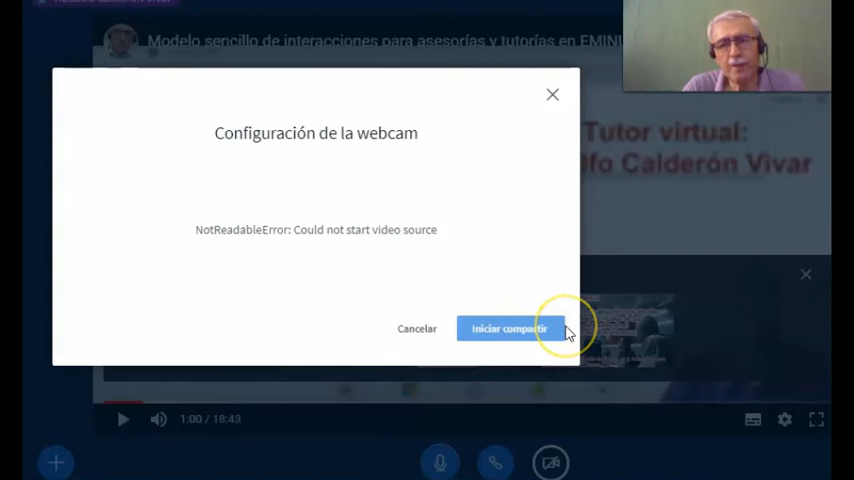 Modelo sencillo de interacciones para asesorías y tutorías en EMINU
Configuración de la webcam
Tutor virtual:
lfo Calderón Vivar
NotReadableError: Could not start video source
Cancelar
Iniciar compartir
1:00 / 18:43